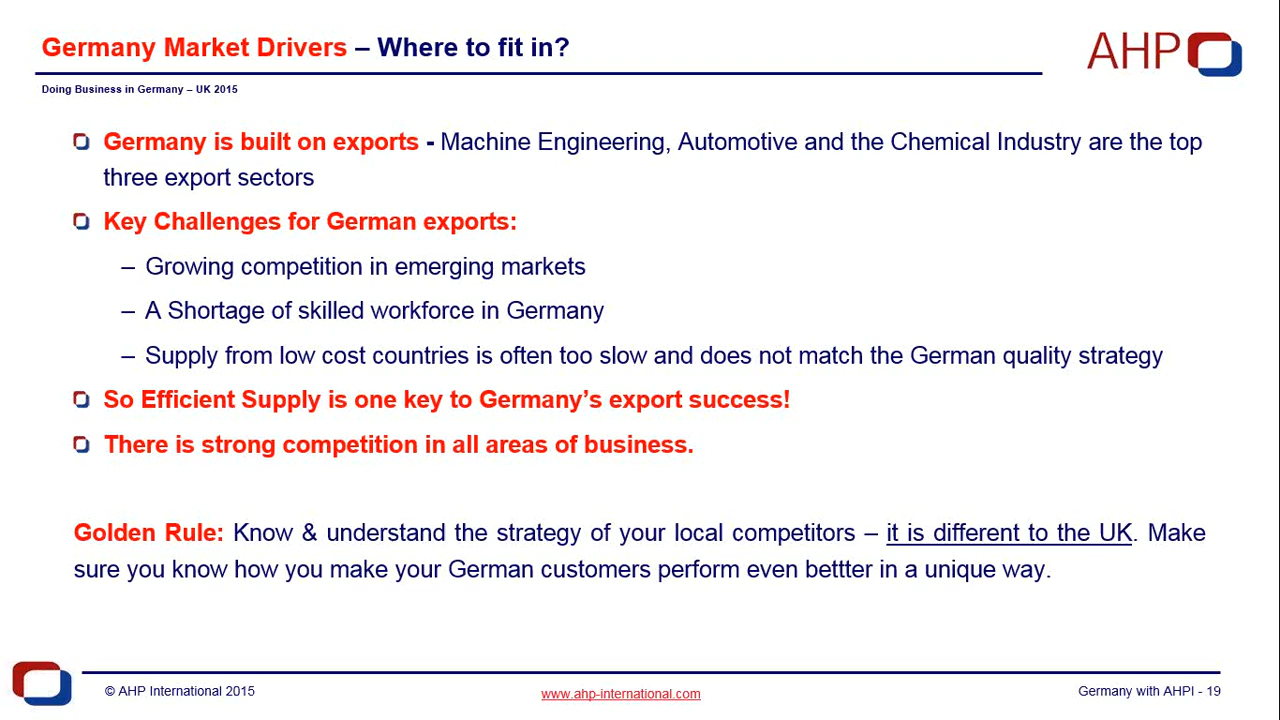 Germany Market Drivers – Where to fit in?
AHP
Doing Business in Germany – UK 2015
Germany is built on exports - Machine Engineering, Automotive and the Chemical Industry are the top
three export sectors
Key Challenges for German exports:
– Growing competition in emerging markets
– A Shortage of skilled workforce in Germany
– Supply from low cost countries is often too slow and does not match the German quality strategy
So Efficient Supply is one key to Germany’s export success!
There is strong competition in all areas of business.
Golden Rule: Know & understand the strategy of your local competitors – it is different to the UK. Make
sure you know how you make your German customers perform even bettter in a unique way.
© AHP International 2015
www.ahp-international.com
Germany with AHPI - 19